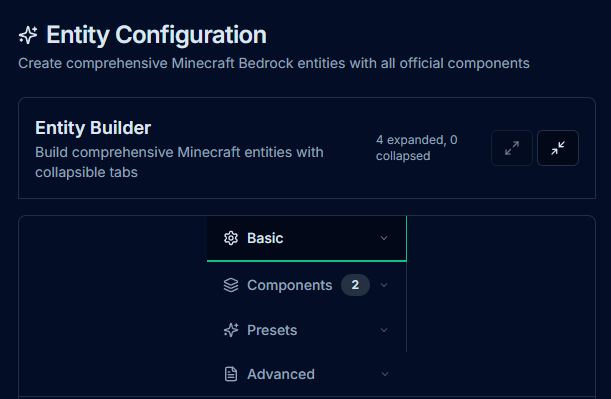 Entity Configuration
Create comprehensive Minecraft Bedrock entities with all official components
Entity Builder
Build comprehensive Minecraft entities with
collapsible tabs
4 expanded, 0
collapsed
Basic
Components 2
Presets
Advanced